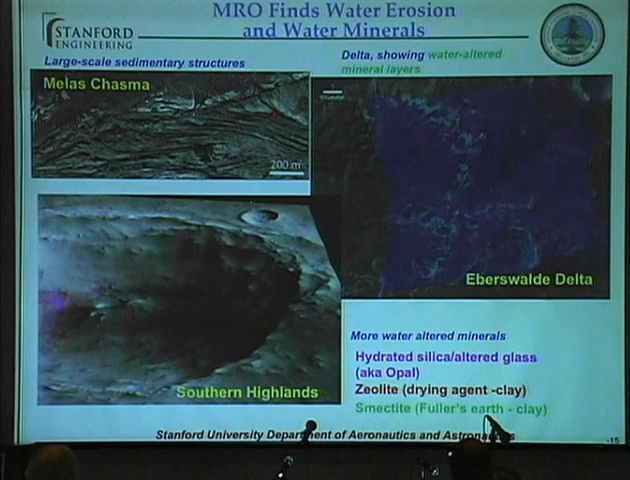 STANFORD
ENGINEERING
MRO Finds Water Erosion
and Water Minerals
Large-scale sedimentary structures
Melas Chasma
200 m
Delta, showing water-altered
mineral layers
Eberswalde Delta
Southern Highlands
More water altered minerals
Hydrated silica/altered glass
(aka Opal)
Zeolite (drying agent -clay)
Smectite (Fuller's earth - clay)
Stanford University Department of Aeronautics and Astronautics
-15